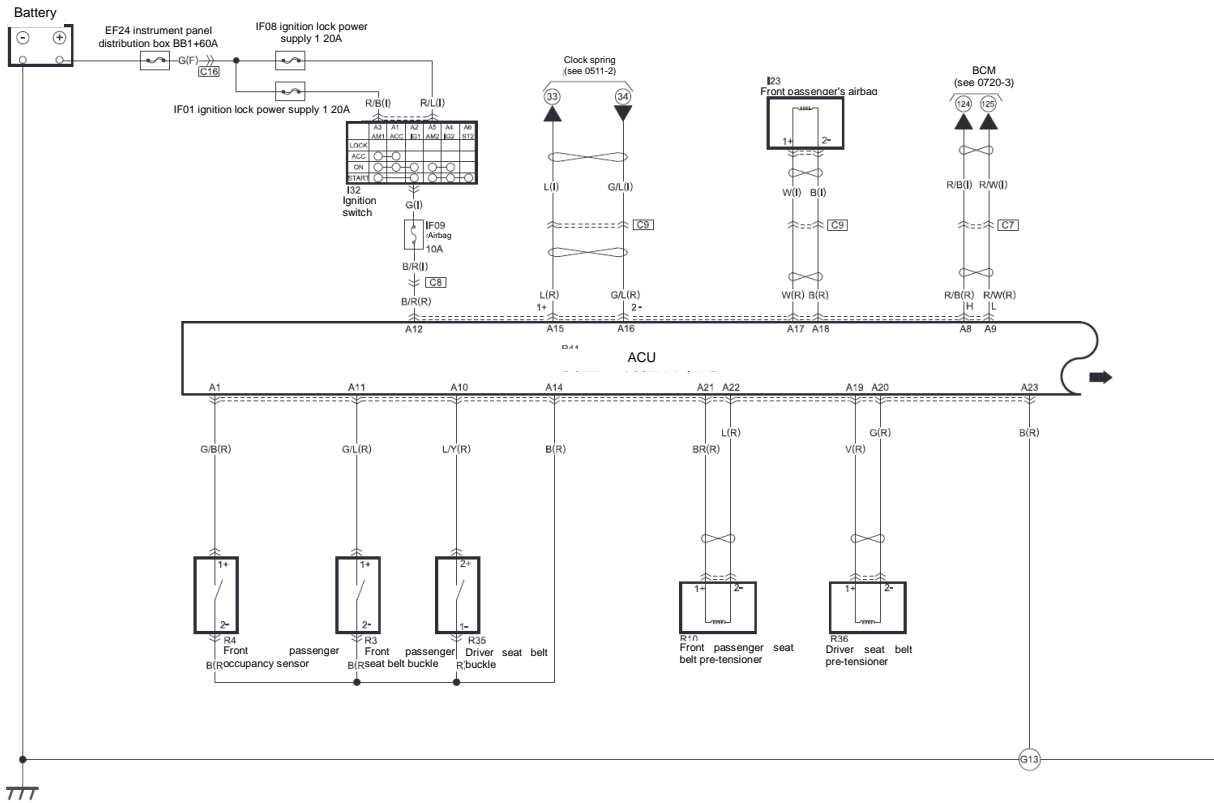 Battery
- +
EF24 instrument panel
distribution box BB1+60A
IF08 ignition lock power
supply 1 20A
G(F)
C16
IF01 ignition lock power supply 1 20A
R/B(I)
R/L(I)
A3 A1 A2 A5 A4 A6
AM1 ACC IG1 AM2 IG2 ST2
LOCK
ACC
ON
START
I32
Ignition
switch
G(I)
IF09
Airbag
10A
B/R(I)
C8
B/R(R)
Clock spring
(see 0511-2)
33 34
L(I) G/L(I)
C9
L(R) G/L(R)
1+ 2-
I23
Front passenger's airbag
1+ 2-
W(I) B(I)
C9
W(R) B(R)
BCM
(see 0720-3)
124 125
R/B(I) R/W(I)
C7
R/B(R) R/W(R)
H L
A12 A15 A16 A17 A18 A8 A9
ACU
A1 A11 A10 A14 A21 A22 A19 A20 A23
L(R) G(R) B(R)
G/B(R) G/L(R) L/Y(R) B(R) BR(R) V(R)
1+ 1+ 2+
2- 2- 1-
1+ 2- 1+ 2-
R4
Front passenger
occupancy sensor
R3
Front passenger
seat belt buckle
R35
Driver seat belt
buckle
R10
Front passenger seat
belt pre-tensioner
R36
Driver seat belt
pre-tensioner
G13